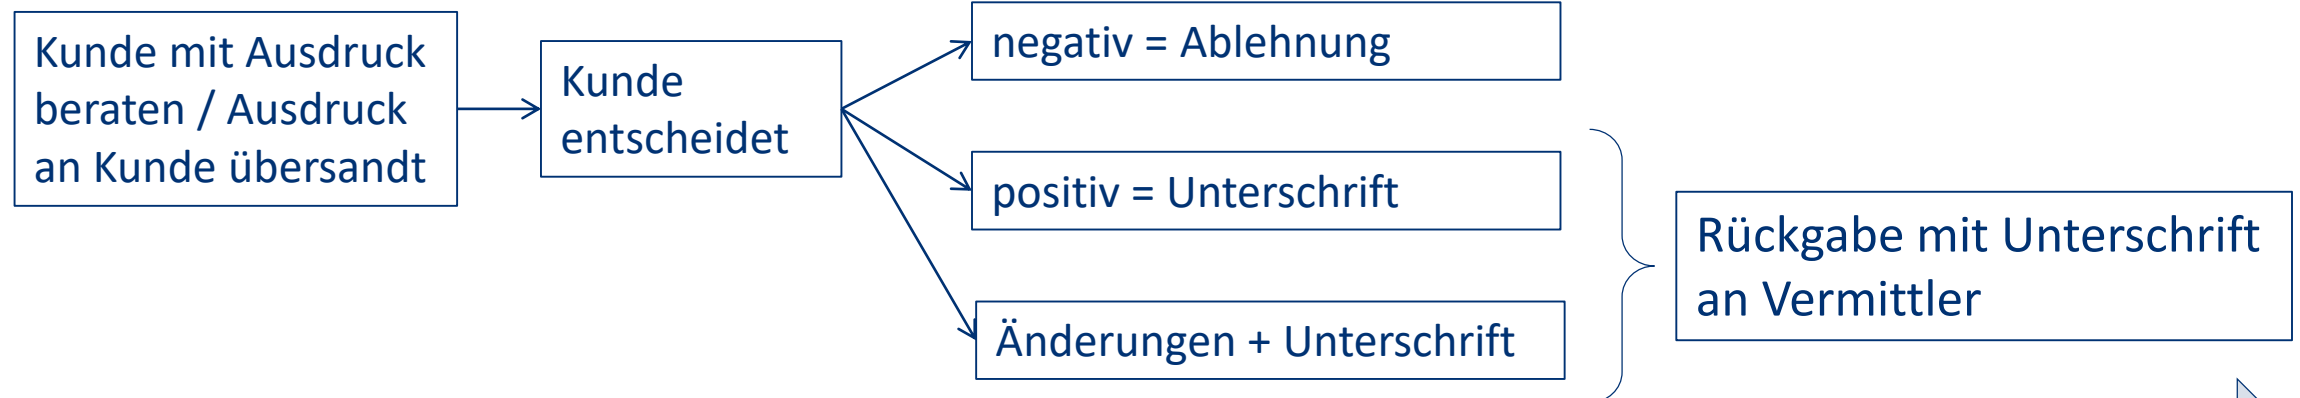 Kunde mit Ausdruck
beraten / Ausdruck
an Kunde übersandt
Kunde
entscheidet
negativ = Ablehnung
positiv = Unterschrift
Änderungen + Unterschrift
Rückgabe mit Unterschrift
an Vermittler